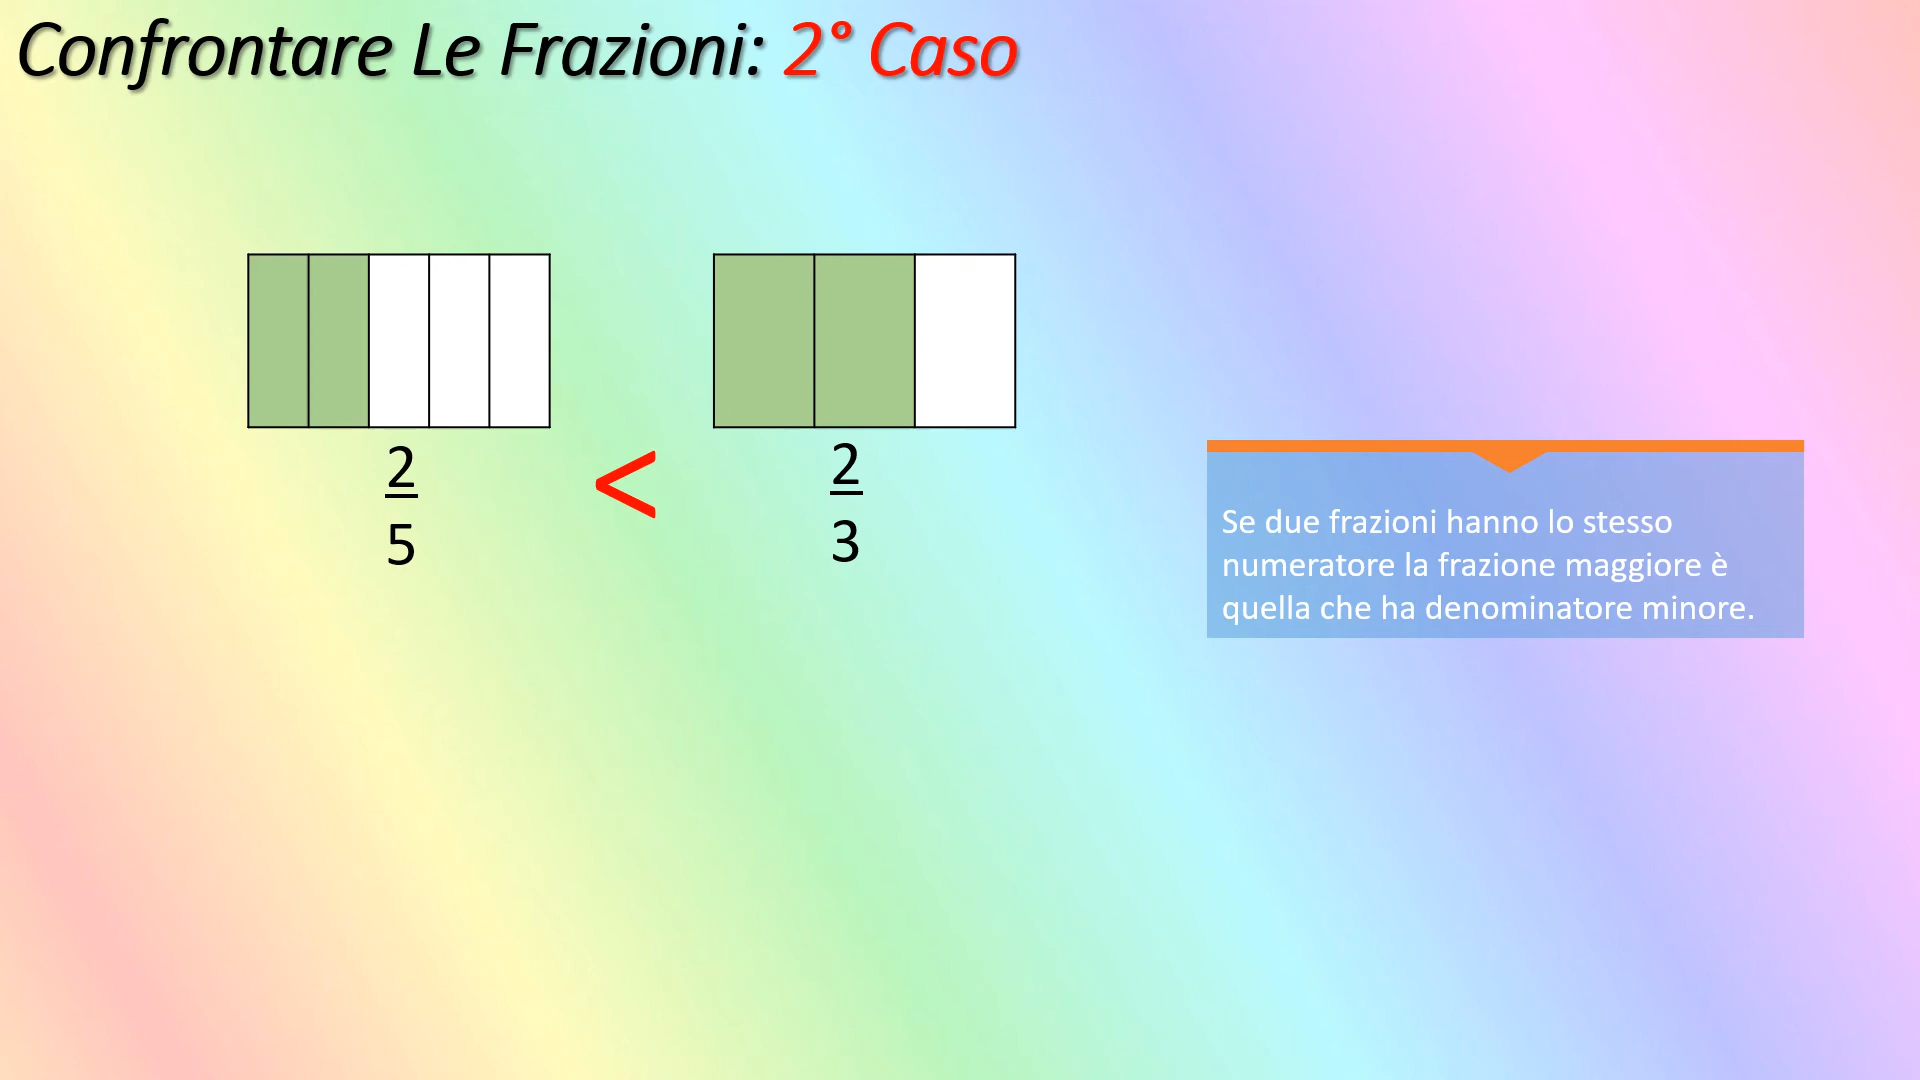 Confrontare Le Frazioni: 2° Caso
2
5
<
2
3
Se due frazioni hanno lo stesso
numeratore la frazione maggiore è
quella che ha denominatore minore.